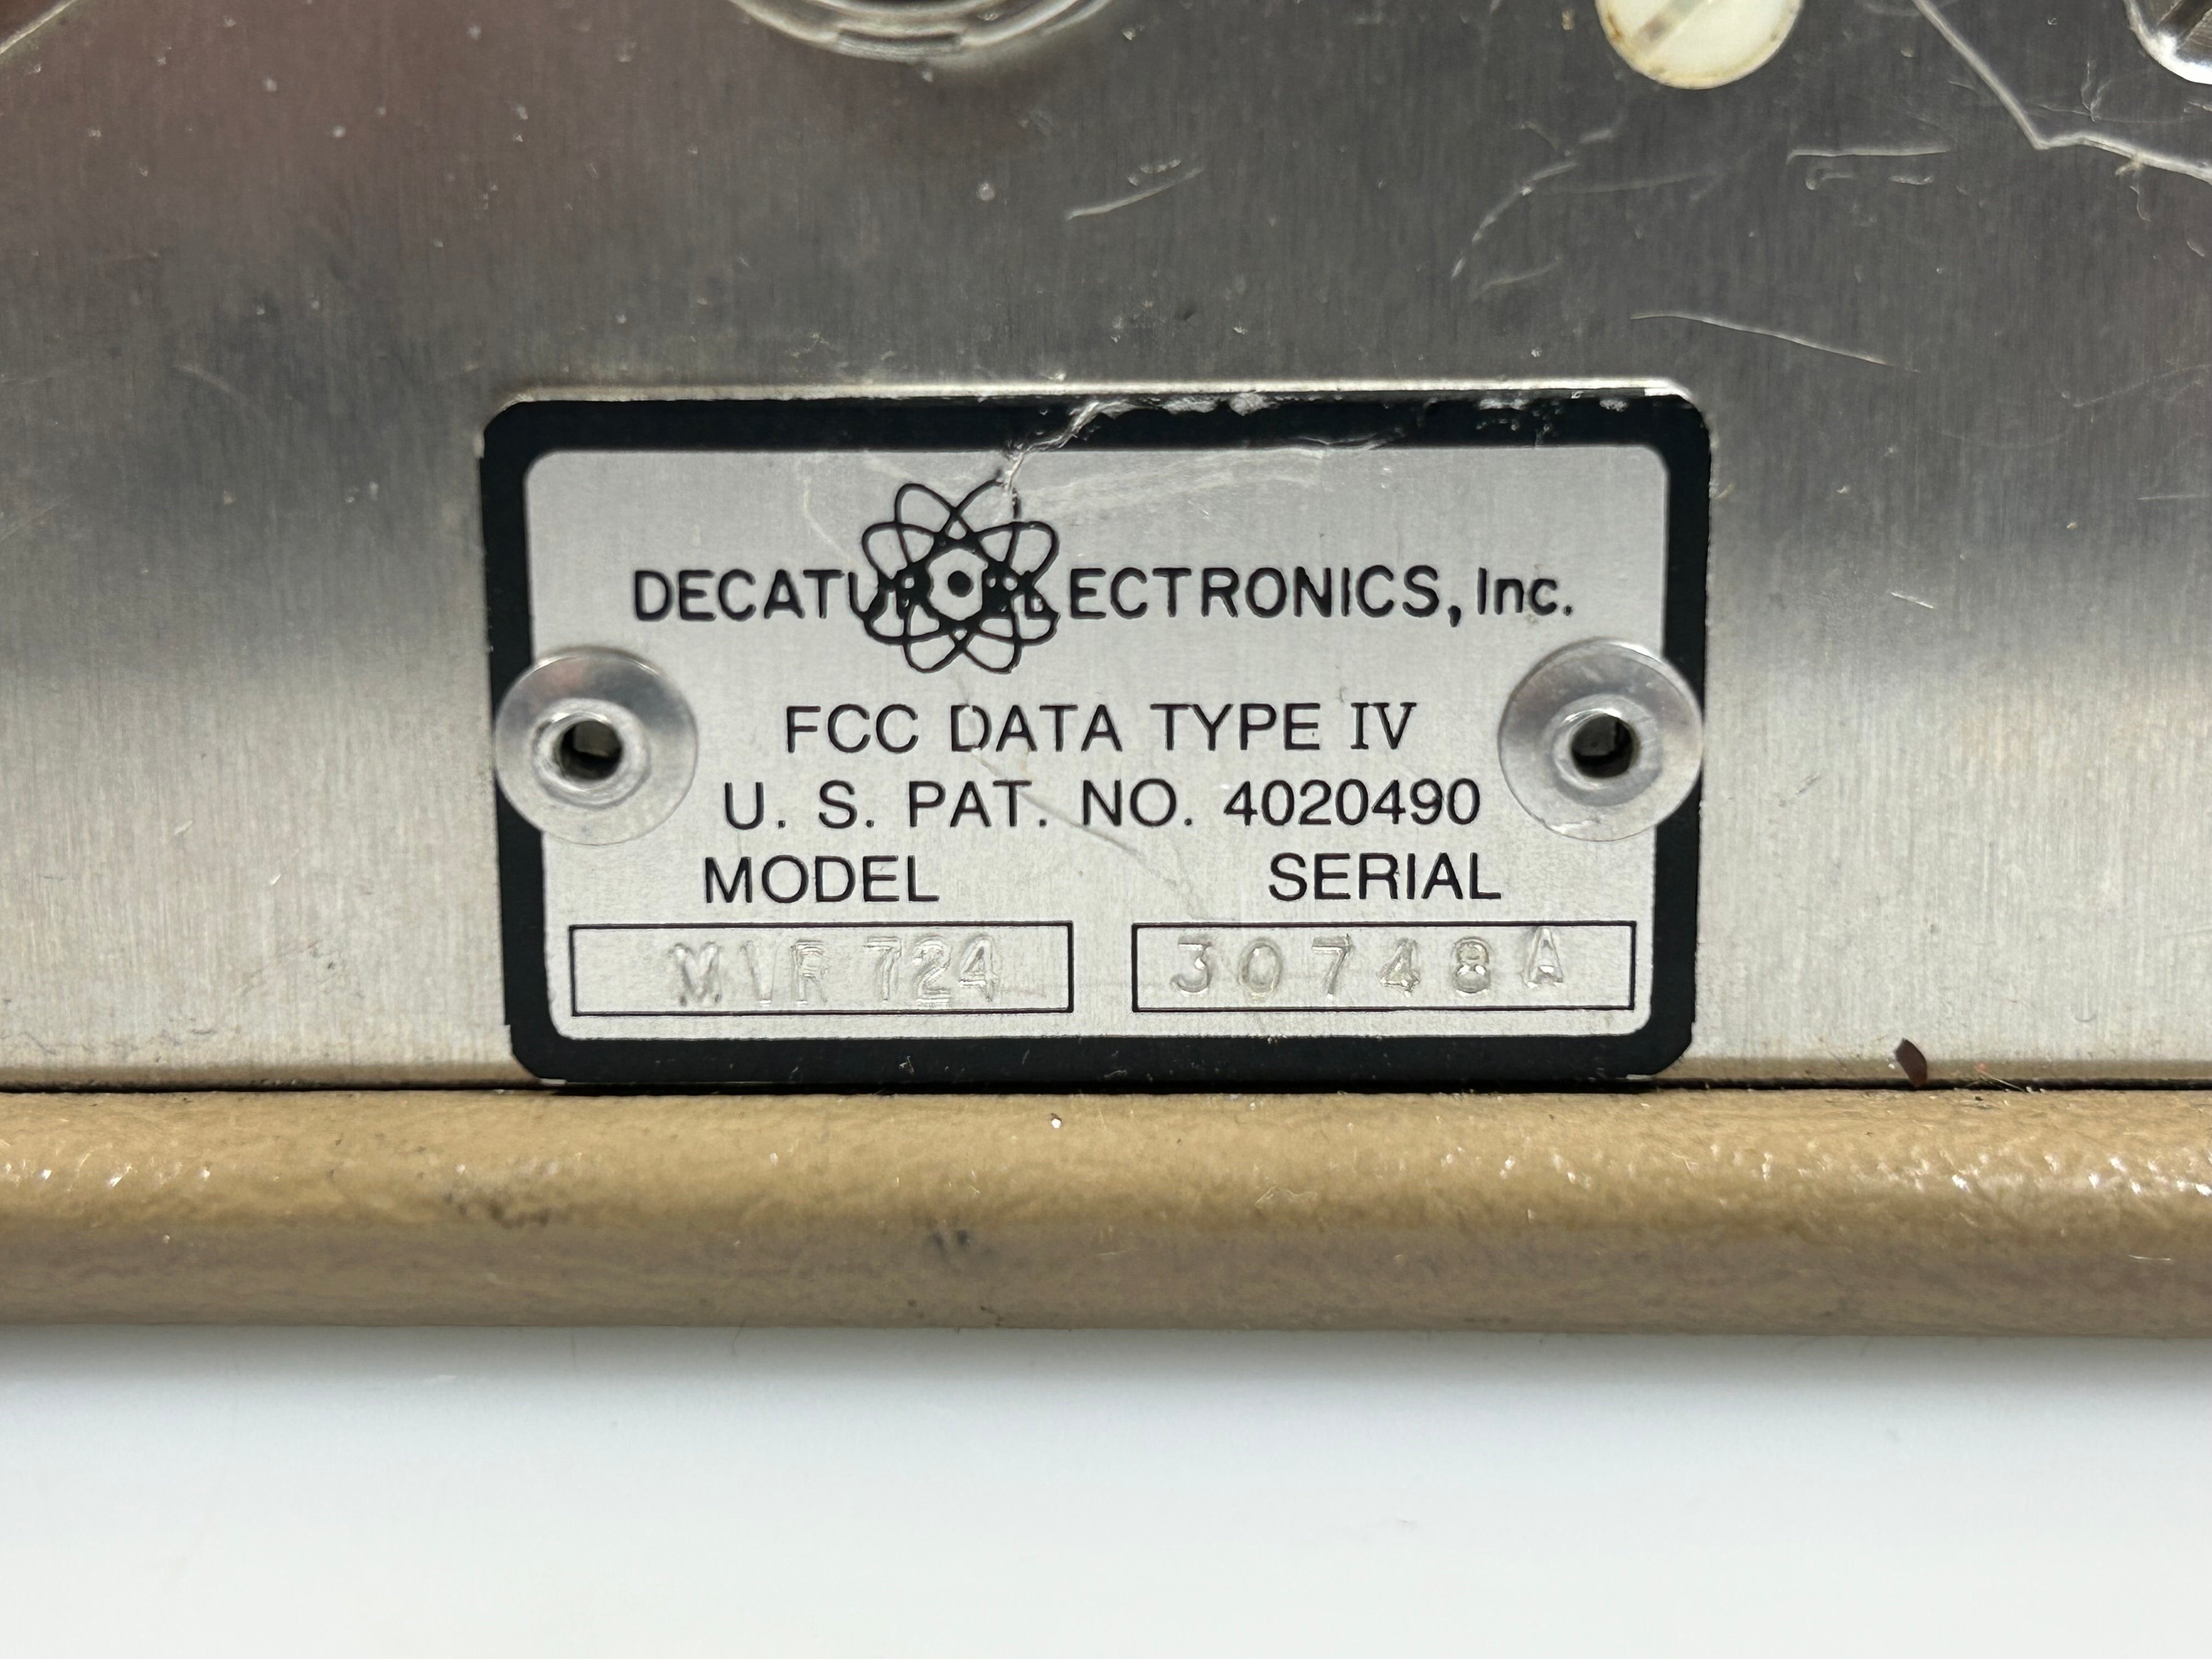 DECATUR ELECTRONICS, Inc.
FCC DATA TYPE IV
U. S. PAT. NO. 4020490
MODEL SERIAL
MVR 724 30748A